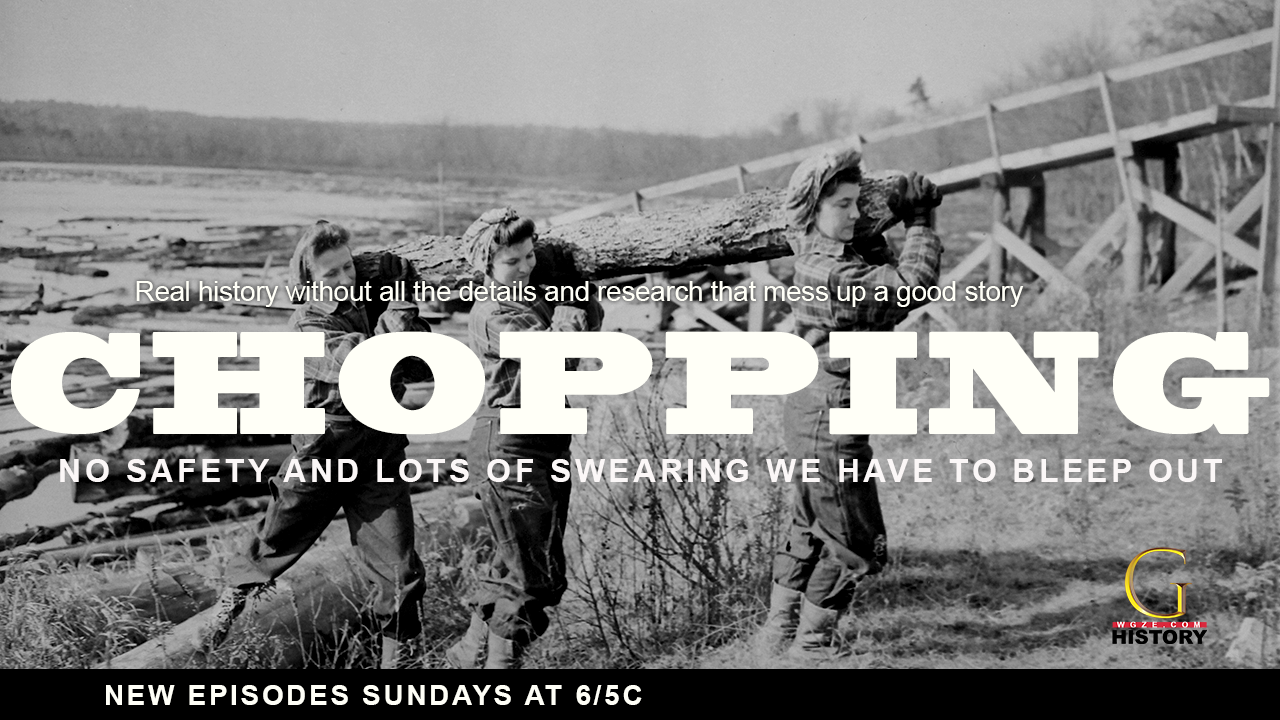 Real history without all the details and research that mess up a good story
CHOPPING
NO SAFETY AND LOTS OF SWEARING WE HAVE TO BLEEP OUT
G
WGZE.COM
HISTORY
NEW EPISODES SUNDAYS AT 6/5C